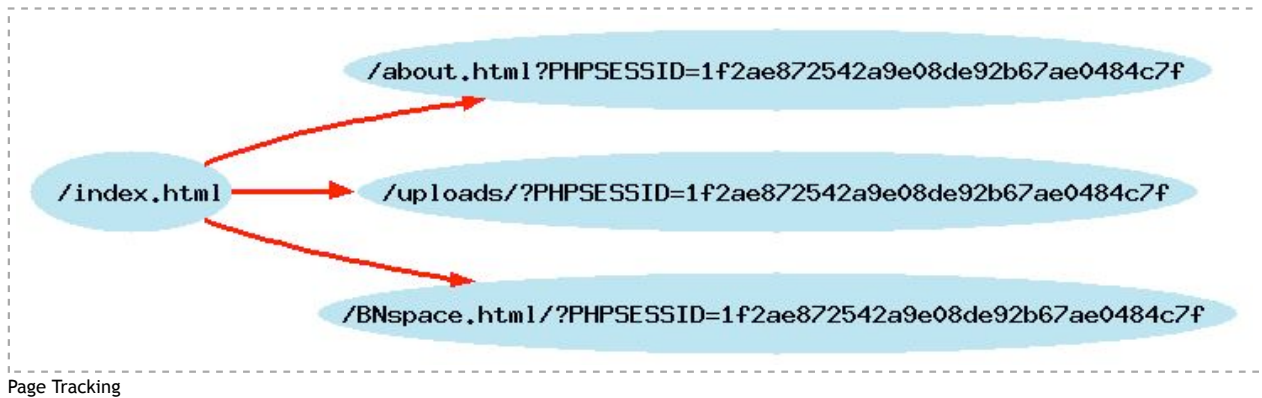 /about.html?PHPSESSID=1f2ae872542a9e08de92b67ae0484c7f
/index.html
/uploads/?PHPSESSID=1f2ae872542a9e08de92b67ae0484c7f
/BNspace.html/?PHPSESSID=1f2ae872542a9e08de92b67ae0484c7f
Page Tracking